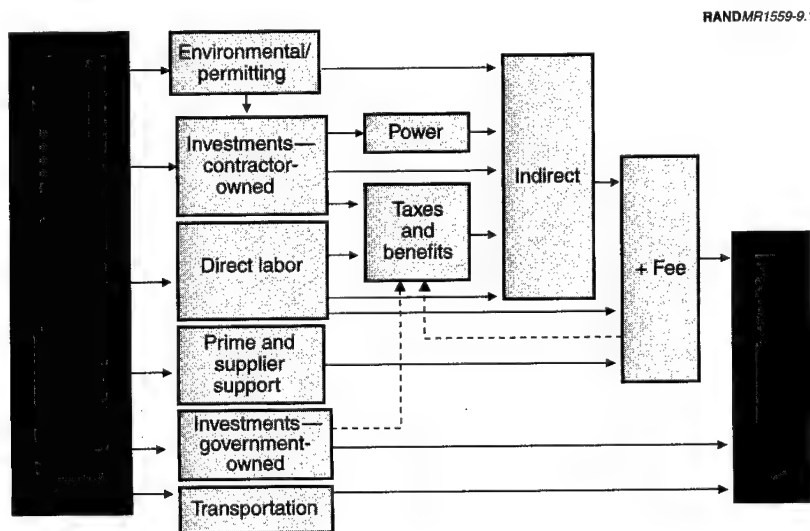 RANDMR1559-9.
Environmental/
permitting
Investments—
contractor-
owned
Power
Indirect
Taxes
and
benefits
Direct labor
+ Fee
Prime and
supplier
support
Investments—
government-
owned
Transportation